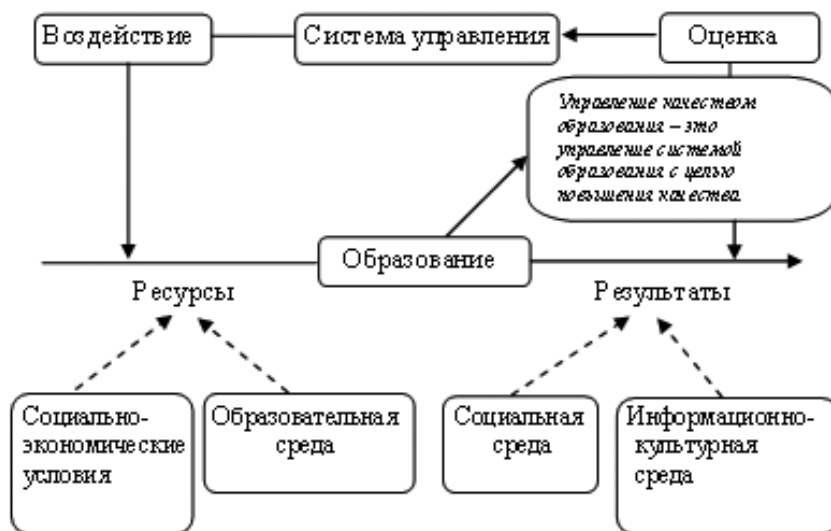 Воздействие
Система управления
Оценка
Управление качеством
образования – это
управление системой
образования с целью
повышения качества
Образование
Ресурсы
Результаты
Социально-
экономические
условия
Образовательная
среда
Социальная
среда
Информационно-
культурная
среда